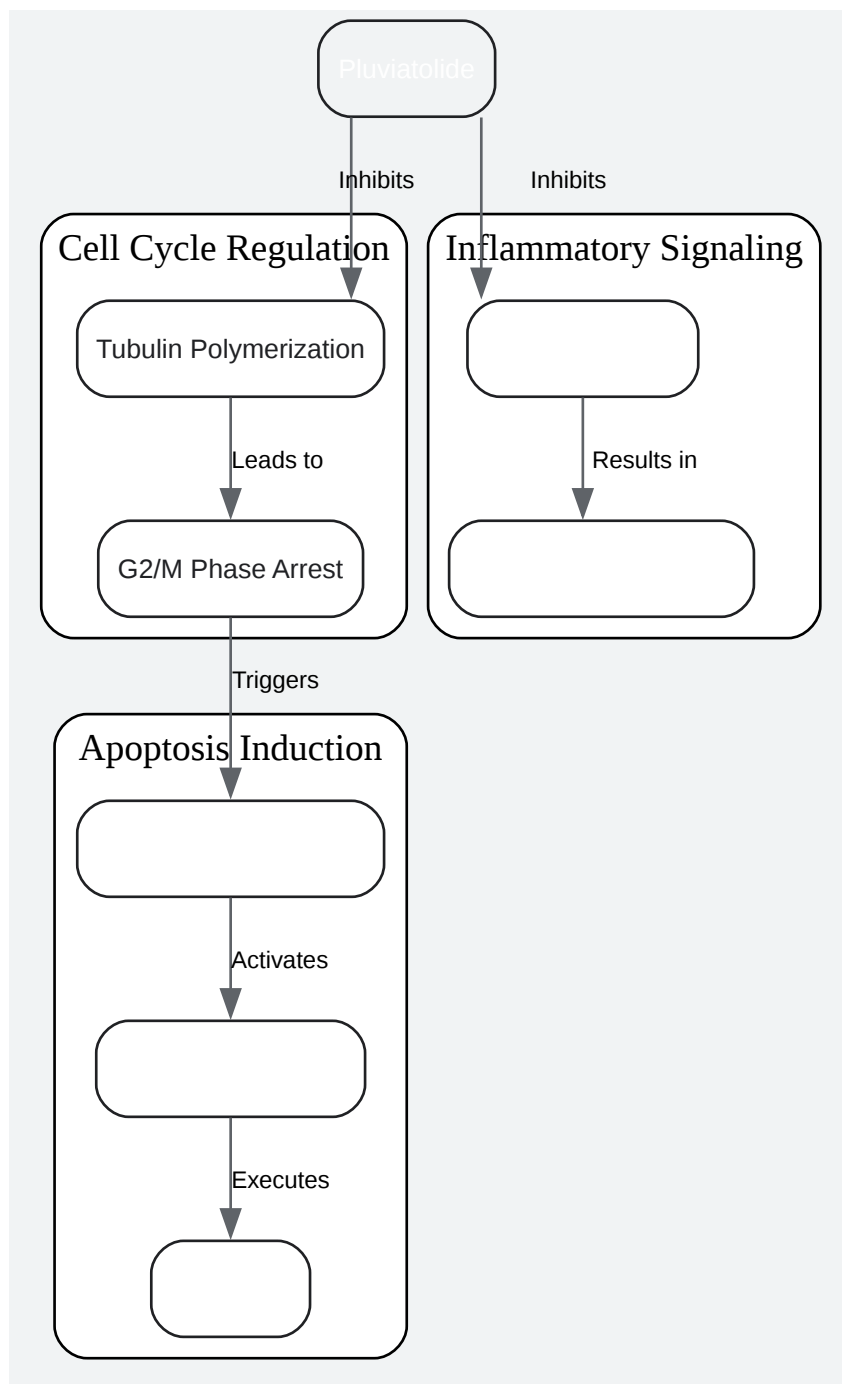 Pluviatolide
Inhibits
Inhibits
Cell Cycle Regulation
Inflammatory Signaling
Tubulin Polymerization
Leads to
Results in
G2/M Phase Arrest
Triggers
Apoptosis Induction
Activates
Executes